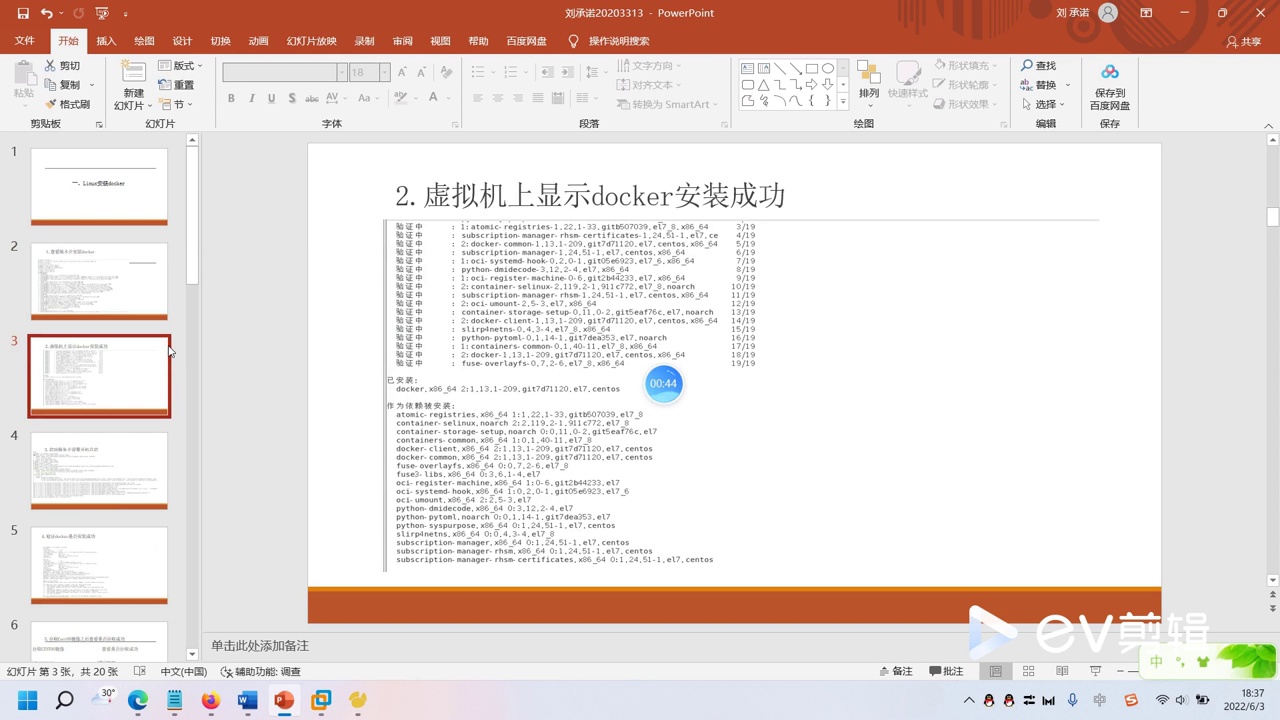 刘承诺20203313 - PowerPoint
刘 承诺
文件 开始 插入 绘图 设计 切换 动画 幻灯片放映 录制 审阅 视图 帮助 百度网盘 操作说明搜索 共享
粘贴 剪切 复制 格式刷 剪贴板
新建 幻灯片 版式 重置 节 幻灯片
18
B I U S abc AV Aa A 字体
文字方向 对齐文本 转换为 SmartArt 段落
排列 快速样式 形状填充 形状轮廓 形状效果 绘图
查找 替换 选择 编辑
保存到 百度网盘 保存
1
一、Linux安装docker
2
3
2.虚拟机上显示docker安装成功
4
5
6
2.虚拟机上显示docker安装成功
验证中 : 1:atomic-registries-1.22.1-33.gitb507039.el7_8.x86_64 3/19
验证中 : subscription-manager-rhsm-certificates-1.24.51-1.el7.ce 4/19
验证中 : 2:docker-common-1.13.1-209.git7d71120.el7.centos.x86_64 5/19
验证中 : subscription-manager-1.24.51-1.el7.centos.x86_64 6/19
验证中 : 1:oci-systemd-hook-0.2.0-1.git05e6923.el7_6.x86_64 7/19
验证中 : python-dmidecode-3.12.2-4.el7.x86_64 8/19
验证中 : 1:oci-register-machine-0-6.git2b44233.el7.x86_64 9/19
验证中 : 2:container-selinux-2.119.2-1.911c772.el7_8.noarch 10/19
验证中 : subscription-manager-rhsm-1.24.51-1.el7.centos.x86_64 11/19
验证中 : 2:oci-umount-2.5-3.el7.x86_64 12/19
验证中 : container-storage-setup-0.11.0-2.git5eaf76c.el7.noarch 13/19
验证中 : 2:docker-client-1.13.1-209.git7d71120.el7.centos.x86_64 14/19
验证中 : slirp4netns-0.4.3-4.el7_8.x86_64 15/19
验证中 : python-pytoml-0.1.14-1.git7dea353.el7.noarch 16/19
验证中 : 1:containers-common-0.1.40-11.el7_8.x86_64 17/19
验证中 : 2:docker-1.13.1-209.git7d71120.el7.centos.x86_64 18/19
验证中 : fuse-overlayfs-0.7.2-6.el7_8.x86_64 19/19
已安装:
docker.x86_64 2:1.13.1-209.git7d71120.el7.centos
00:44
作为依赖被安装:
atomic-registries.x86_64 1:1.22.1-33.gitb507039.el7_8
container-selinux.noarch 2:2.119.2-1.911c772.el7_8
container-storage-setup.noarch 0:0.11.0-2.git5eaf76c.el7
containers-common.x86_64 1:0.1.40-11.el7_8
docker-client.x86_64 2:1.13.1-209.git7d71120.el7.centos
docker-common.x86_64 2:1.13.1-209.git7d71120.el7.centos
fuse-overlayfs.x86_64 0:0.7.2-6.el7_8
fuse3-libs.x86_64 0:3.6.1-4.el7
oci-register-machine.x86_64 1:0-6.git2b44233.el7
oci-systemd-hook.x86_64 1:0.2.0-1.git05e6923.el7_6
oci-umount.x86_64 2:2.5-3.el7
python-dmidecode.x86_64 0:3.12.2-4.el7
python-pytoml.noarch 0:0.1.14-1.git7dea353.el7
python-syspurpose.x86_64 0:1.24.51-1.el7.centos
slirp4netns.x86_64 0:0.4.3-4.el7_8
subscription-manager.x86_64 0:1.24.51-1.el7.centos
subscription-manager-rhsm.x86_64 0:1.24.51-1.el7.centos
subscription-manager-rhsm-certificates.x86_64 0:1.24.51-1.el7.centos
EV剪辑
单击此处添加备注
中
幻灯片 第 3 张，共 20 张 中文(中国) 辅助功能: 调查 备注 批注
30°
中
18:37
2022/6/3